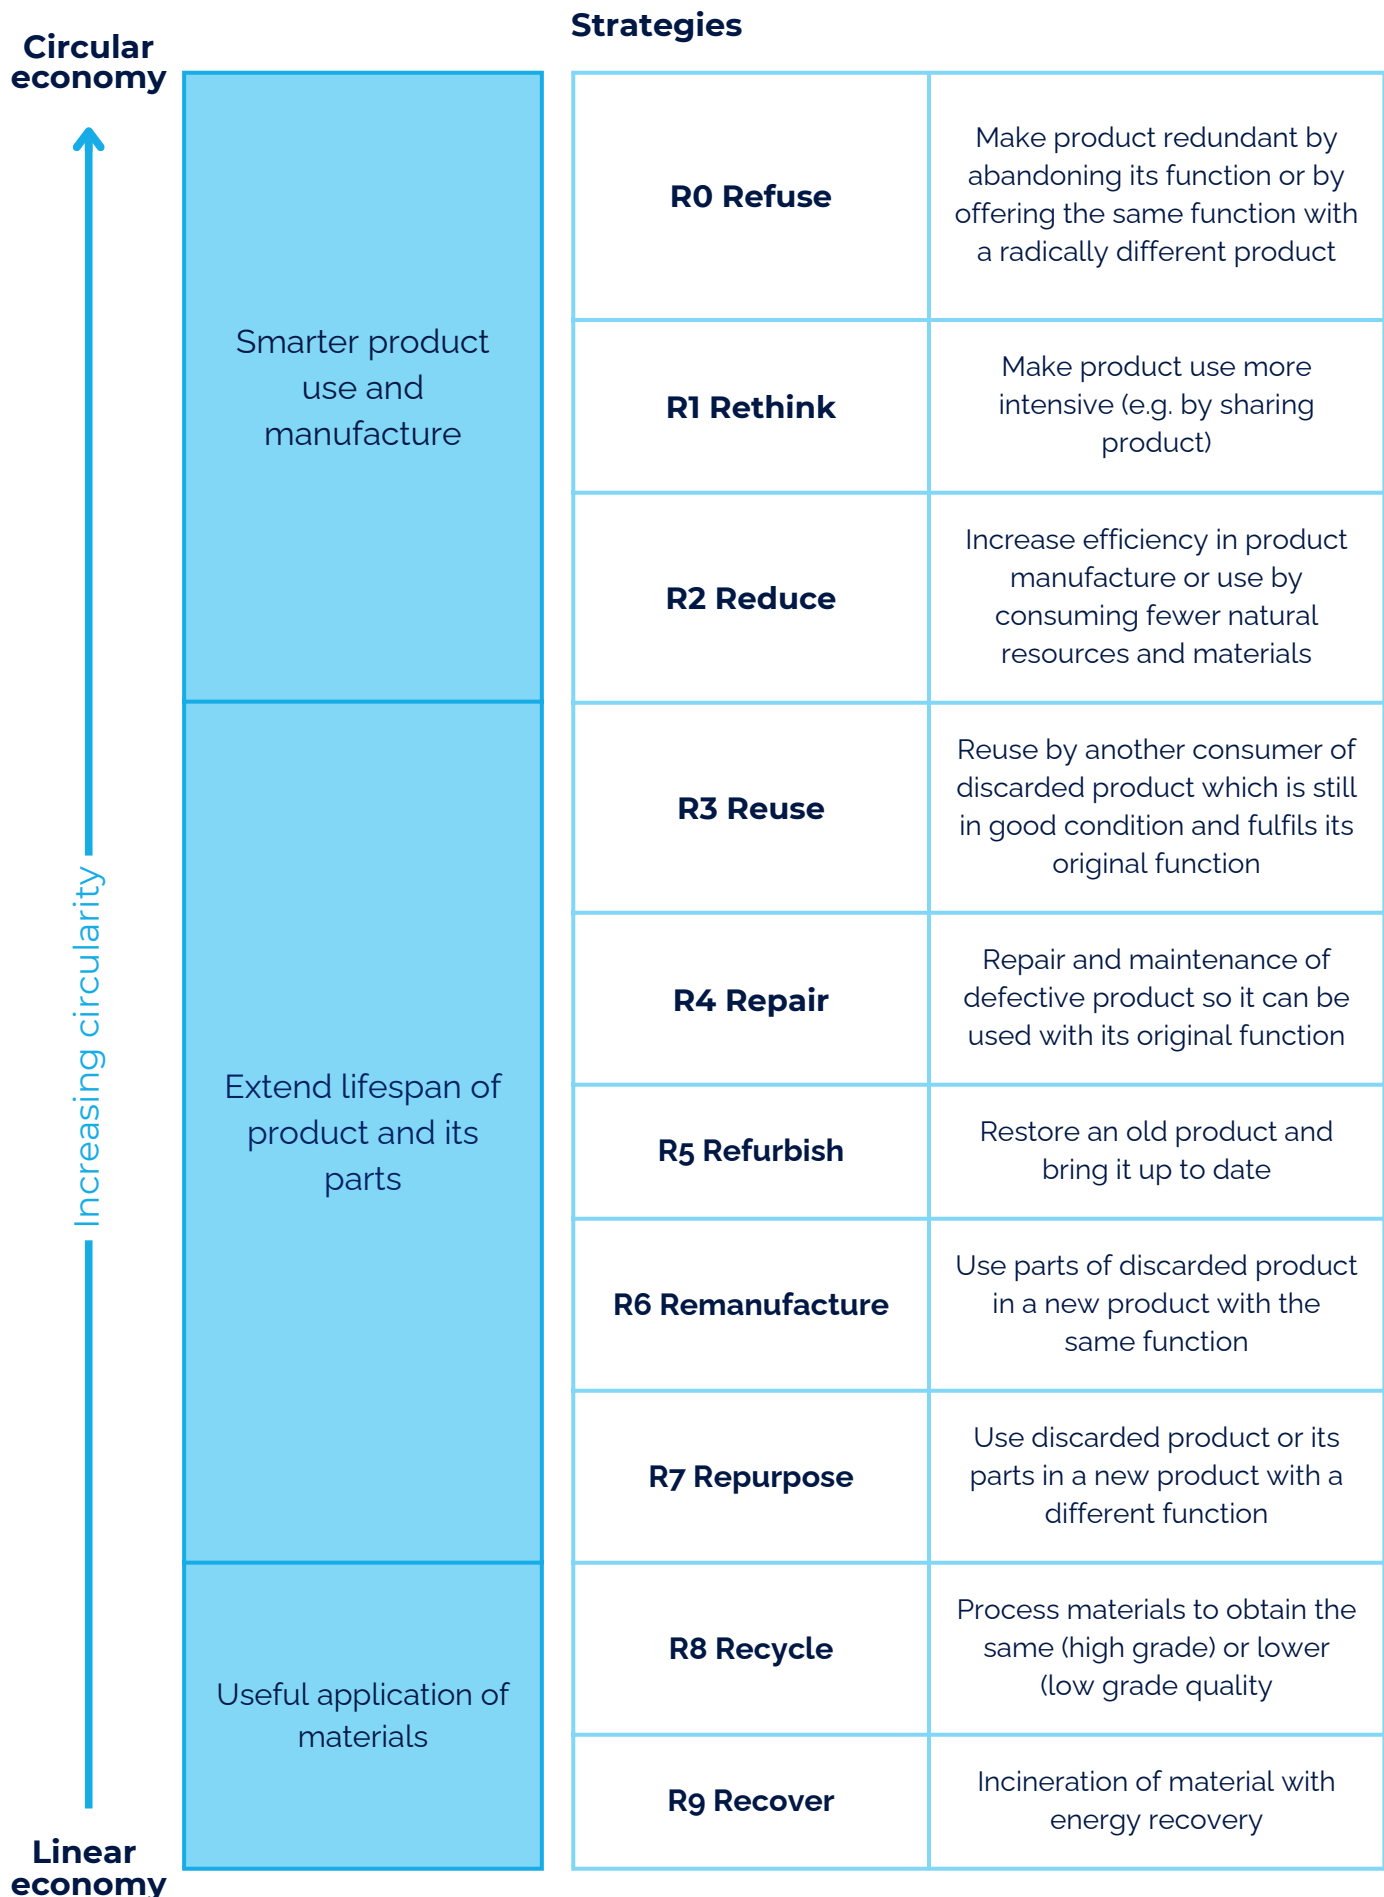 Strategies
Circular
economy
Increasing circularity
Linear
economy
Smarter product
use and
manufacture
R0 Refuse
Make product redundant by
abandoning its function or by
offering the same function with
a radically different product
R1 Rethink
Make product use more
intensive (e.g. by sharing
product)
R2 Reduce
Increase efficiency in product
manufacture or use by
consuming fewer natural
resources and materials
Extend lifespan of
product and its
parts
R3 Reuse
Reuse by another consumer of
discarded product which is still
in good condition and fulfils its
original function
R4 Repair
Repair and maintenance of
defective product so it can be
used with its original function
R5 Refurbish
Restore an old product and
bring it up to date
R6 Remanufacture
Use parts of discarded product
in a new product with the
same function
R7 Repurpose
Use discarded product or its
parts in a new product with a
different function
Useful application of
materials
R8 Recycle
Process materials to obtain the
same (high grade) or lower
(low grade quality
R9 Recover
Incineration of material with
energy recovery